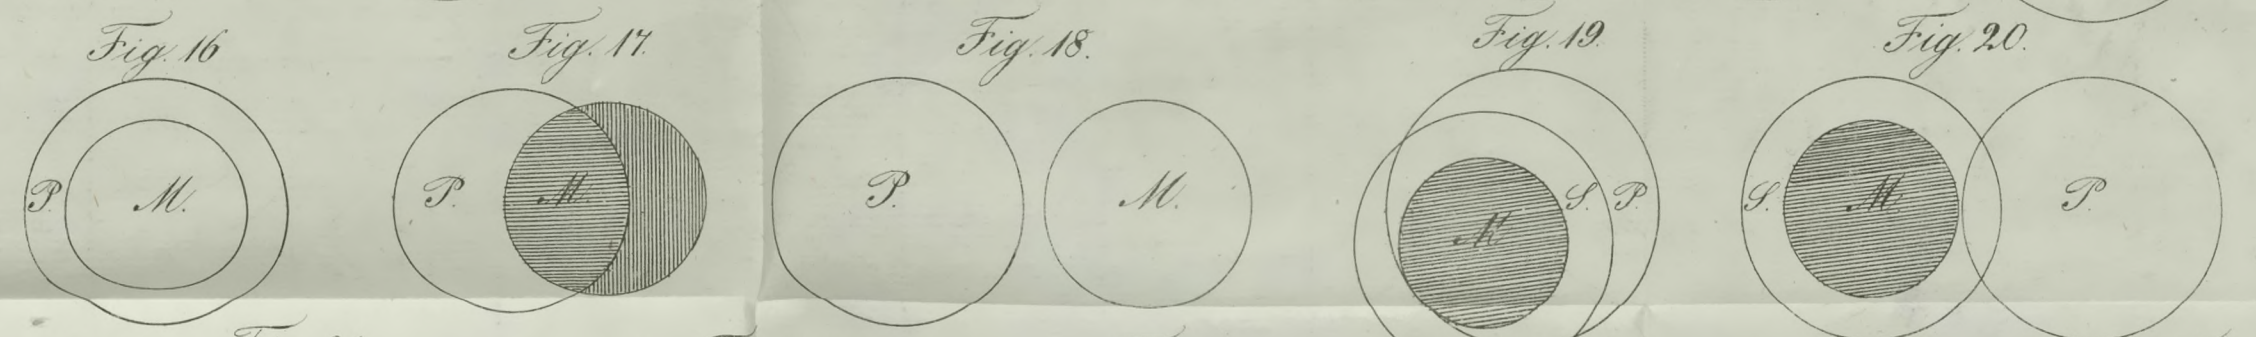 Fig. 16
Fig. 17.
Fig. 18.
Fig. 19.
Fig. 20.
P. M.
P. M.
P. M.
M S. P.
S. M P.